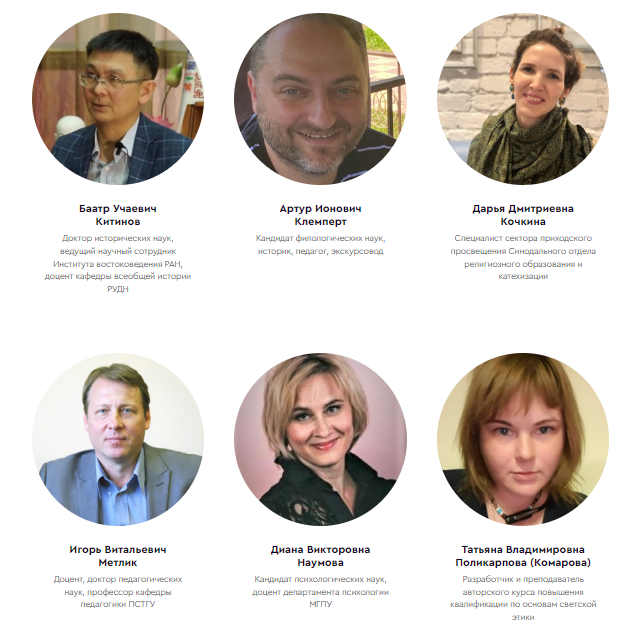 Баатр Учаевич
Китинов
Доктор исторических наук,
ведущий научный сотрудник
Института востоковедения РАН,
доцент кафедры всеобщей истории
РУДН
Артур Ионович
Клемперт
Кандидат филологических наук,
историк, педагог, экскурсовод
Дарья Дмитриевна
Кочкина
Специалист сектора приходского
просвещения Синодального отдела
религиозного образования и
катехизации
Игорь Витальевич
Метлик
Доцент, доктор педагогических
наук, профессор кафедры
педагогики ПСТГУ
Диана Викторовна
Наумова
Кандидат психологических наук,
доцент департамента психологии
МГПУ
Татьяна Владимировна
Поликарпова (Комарова)
Разработчик и преподаватель
авторского курса повышения
квалификации по основам светской
этики